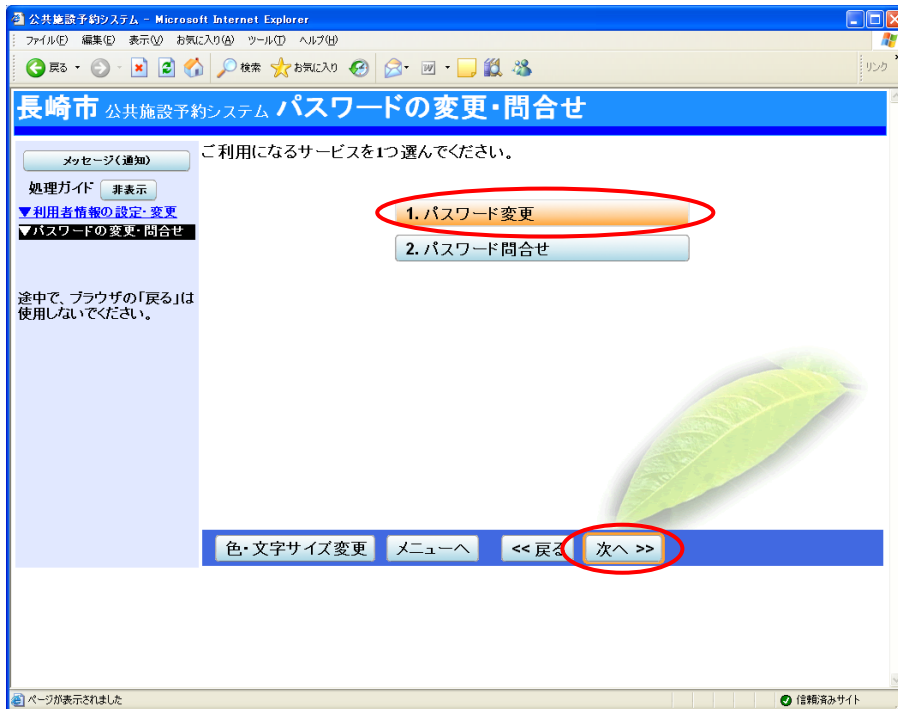 公共施設予約システム - Microsoft Internet Explorer
ファイル(F) 編集(E) 表示(V) お気に入り(A) ツール(T) ヘルプ(H)
戻る 検索 お気に入り リンク
長崎市 公共施設予約システム パスワードの変更・問合せ
メッセージ(通知)
処理ガイド 非表示
▼利用者情報の設定・変更
▼パスワードの変更・問合せ
途中で、ブラウザの「戻る」は
使用しないでください。
ご利用になるサービスを1つ選んでください。
1. パスワード変更
2. パスワード問合せ
色・文字サイズ変更 メニューへ << 戻る 次へ >>
ページが表示されました 信頼済みサイト